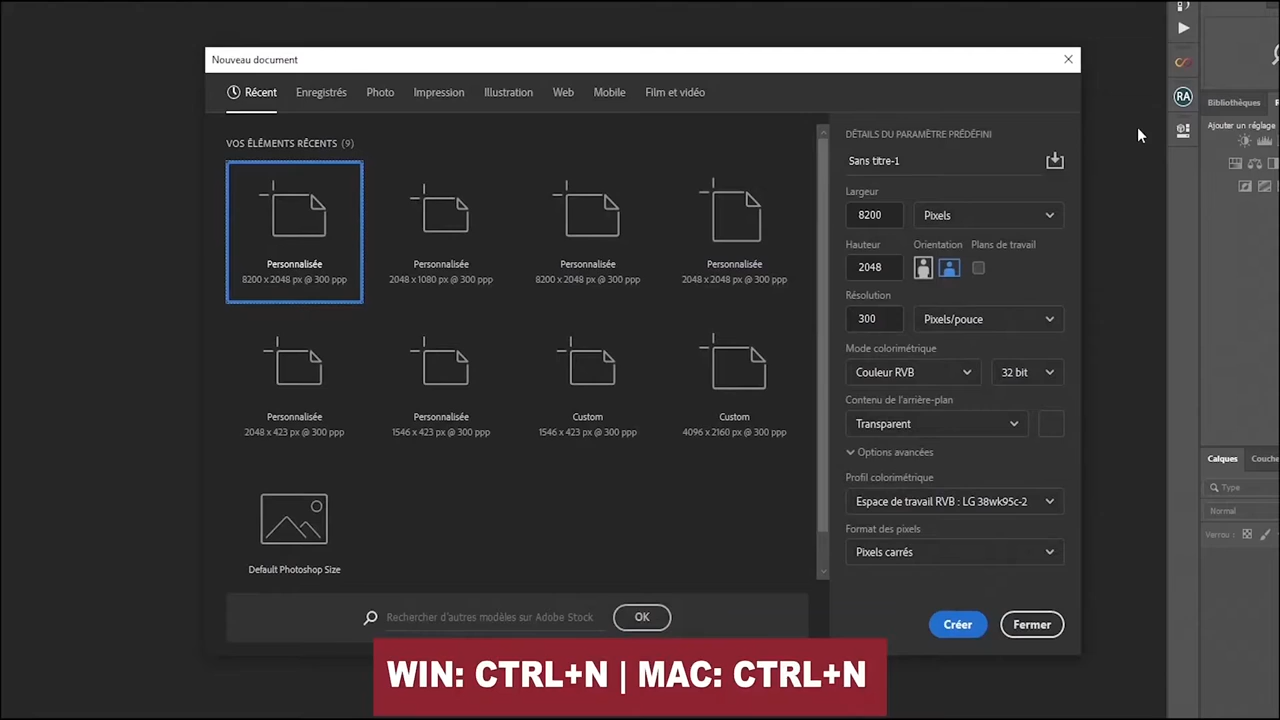 Nouveau document
Récent Enregistrés Photo Impression Illustration Web Mobile Film et vidéo
VOS ÉLÉMENTS RÉCENTS (9)
Personnalisée
8200 x 2048 px @ 300 ppp
Personnalisée
2048 x 1080 px @ 300 ppp
Personnalisée
8200 x 2048 px @ 300 ppp
Personnalisée
2048 x 2048 px @ 300 ppp
Personnalisée
2048 x 423 px @ 300 ppp
Personnalisée
1546 x 423 px @ 300 ppp
Custom
1546 x 423 px @ 300 ppp
Custom
4096 x 2160 px @ 300 ppp
Default Photoshop Size
Rechercher d'autres modèles sur Adobe Stock
OK
DÉTAILS DU PARAMÈTRE PRÉDÉFINI
Sans titre-1
Largeur
8200 Pixels
Hauteur Orientation Plans de travail
2048
Résolution
300 Pixels/pouce
Mode colorimétrique
Couleur RVB 32 bit
Contenu de l'arrière-plan
Transparent
Options avancées
Profil colorimétrique
Espace de travail RVB : LG 38wk95c-2
Format des pixels
Pixels carrés
Créer Fermer
RA
Bibliothèques
Ajouter un réglage
Calques Couche
Type
Normal
Verrou :
WIN: CTRL+N | MAC: CTRL+N